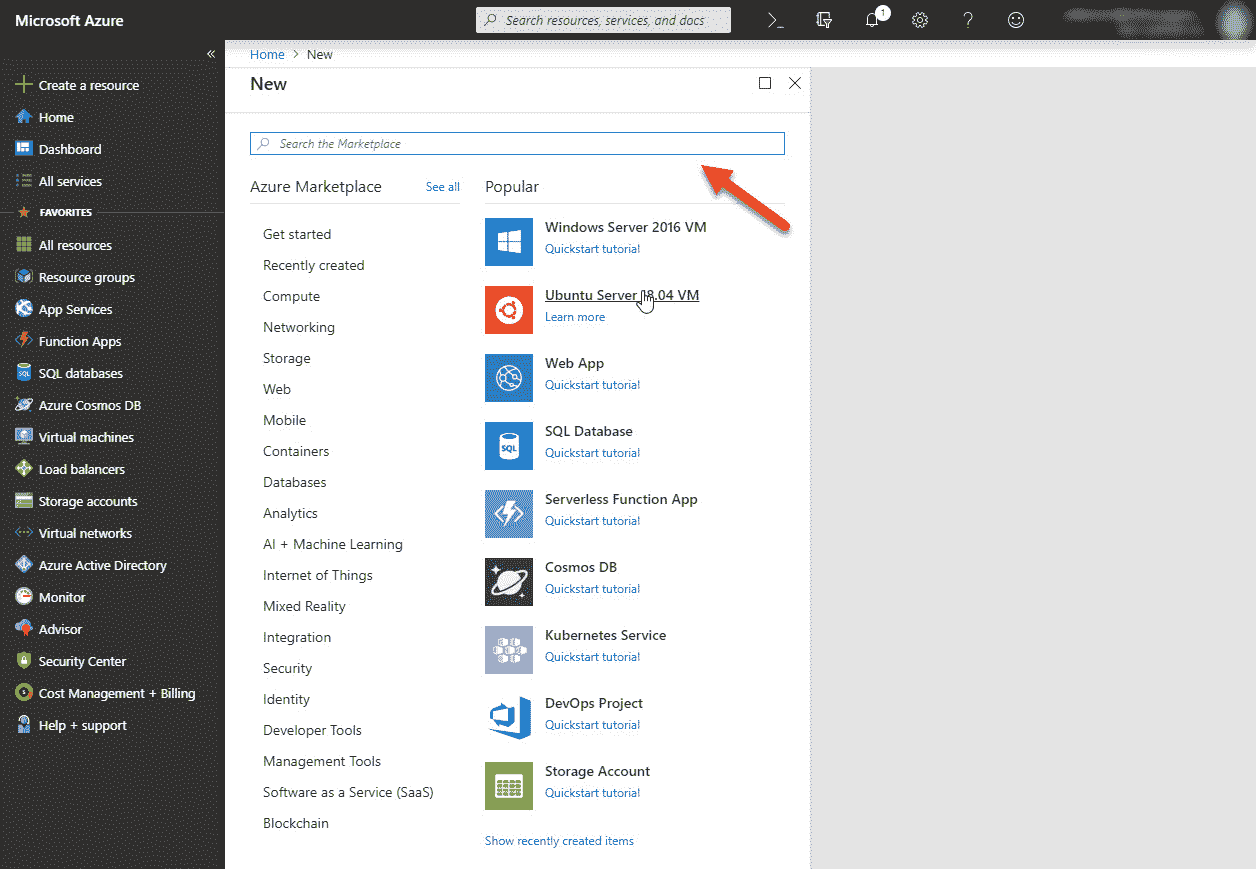 Microsoft Azure
Search resources, services, and docs
>_
1
?
«
Create a resource
Home
Dashboard
All services
FAVORITES
All resources
Resource groups
App Services
Function Apps
SQL databases
Azure Cosmos DB
Virtual machines
Load balancers
Storage accounts
Virtual networks
Azure Active Directory
Monitor
Advisor
Security Center
Cost Management + Billing
Help + support
Home > New
New
Search the Marketplace
Azure Marketplace
See all
Get started
Recently created
Compute
Networking
Storage
Web
Mobile
Containers
Databases
Analytics
AI + Machine Learning
Internet of Things
Mixed Reality
Integration
Security
Identity
Developer Tools
Management Tools
Software as a Service (SaaS)
Blockchain
Popular
Windows Server 2016 VM
Quickstart tutorial
Ubuntu Server 18.04 VM
Learn more
Web App
Quickstart tutorial
SQL
SQL Database
Quickstart tutorial
Serverless Function App
Quickstart tutorial
Cosmos DB
Quickstart tutorial
Kubernetes Service
Quickstart tutorial
DevOps Project
Quickstart tutorial
Storage Account
Quickstart tutorial
Show recently created items